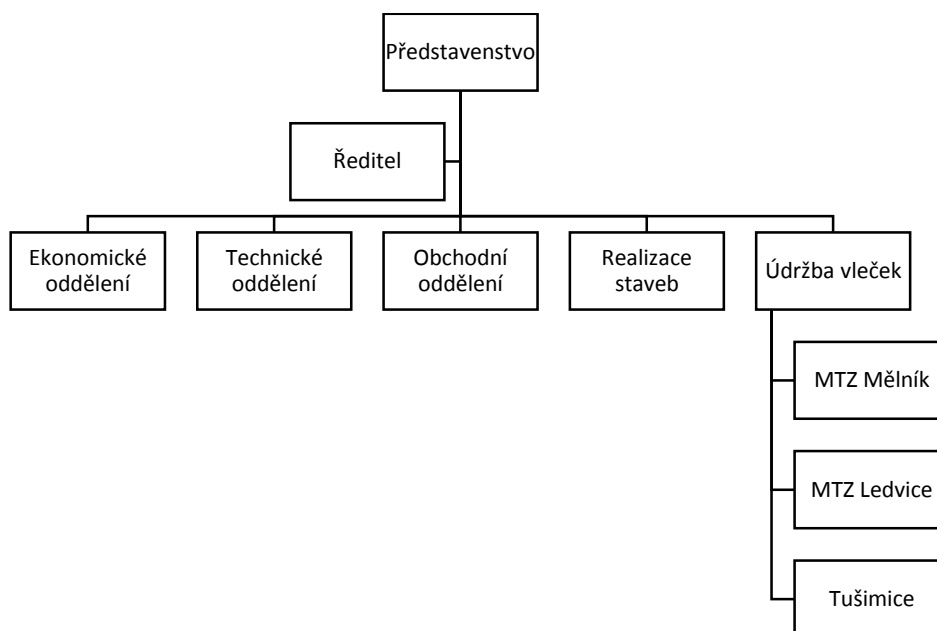 Představenstvo
Ředitel
Ekonomické
oddělení
Technické
oddělení
Obchodní
oddělení
Realizace
staveb
Údržba vleček
MTZ Mělník
MTZ Ledvice
Tušimice